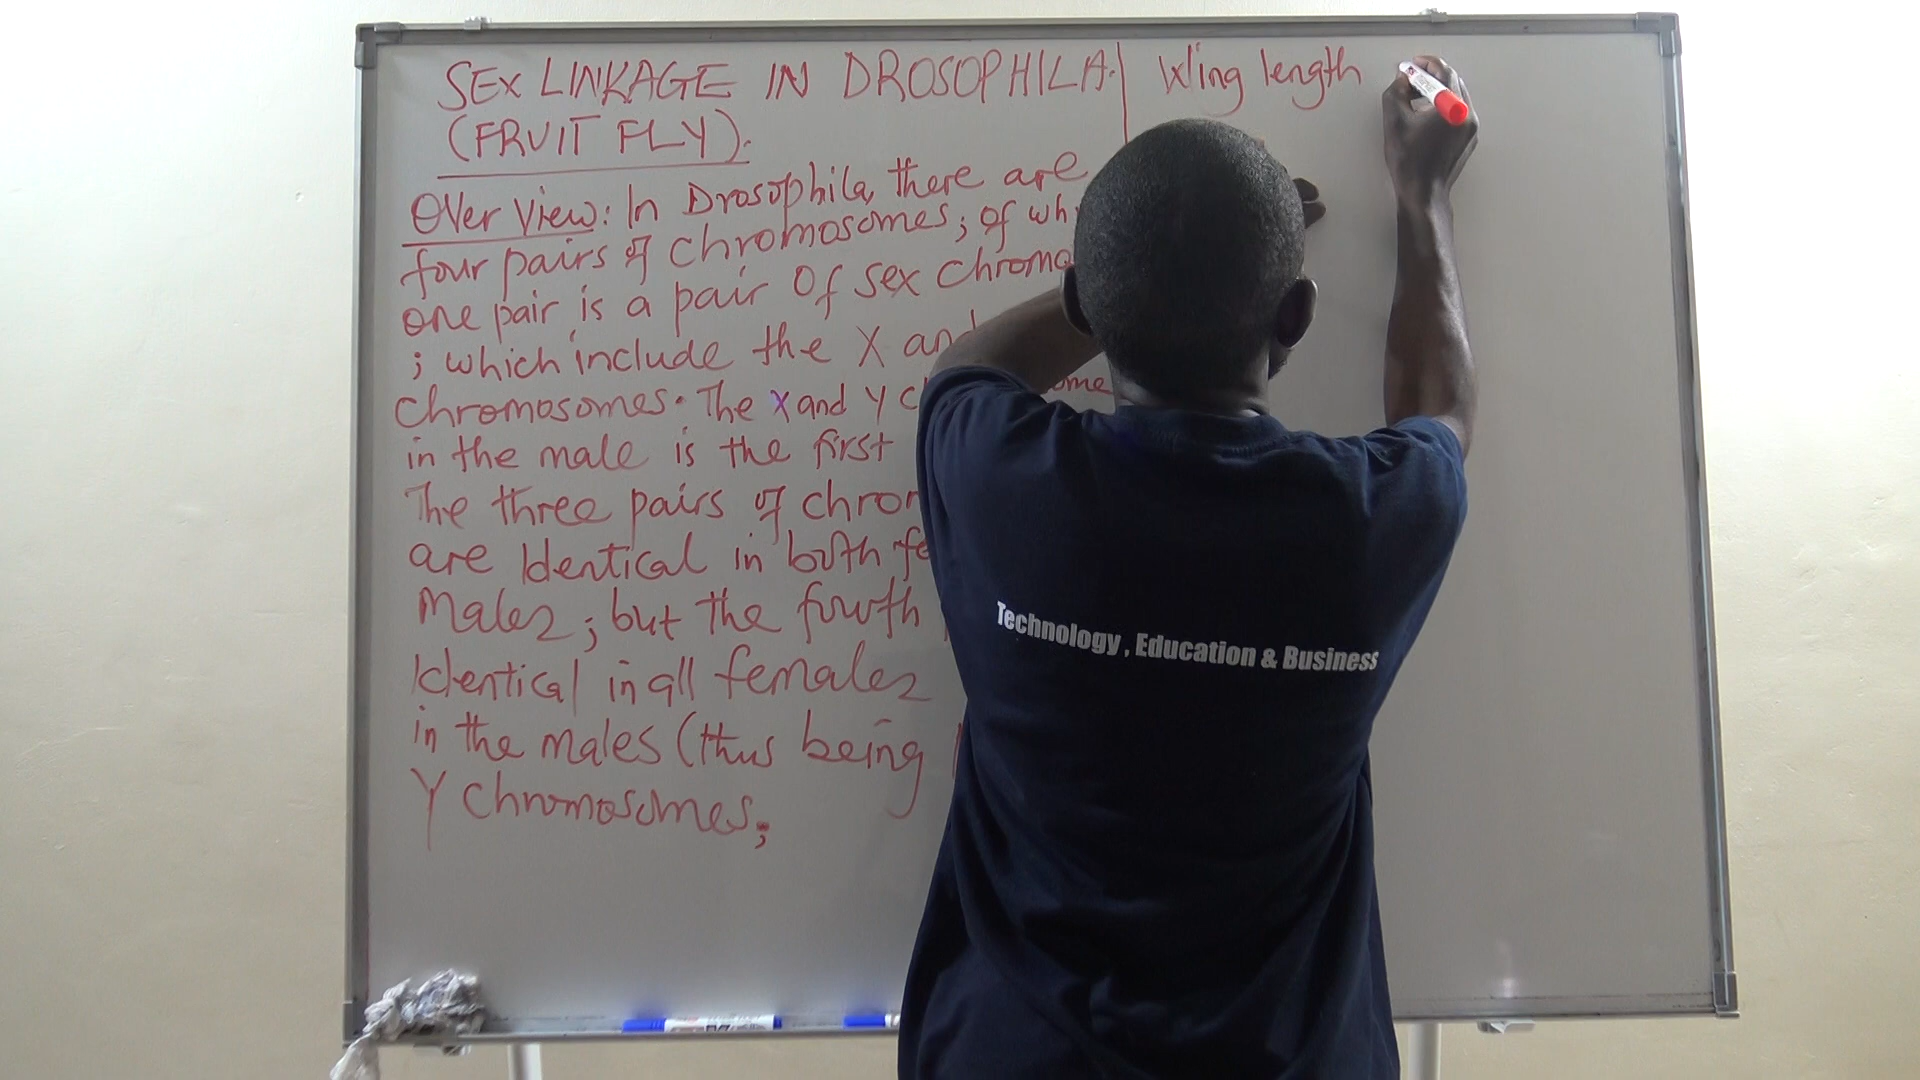 SEX LINKAGE IN DROSOPHILA.
(FRUIT FLY).
Over View: In Drosophila, there are
four pairs of chromosomes; of wh
one pair is a pair of sex chromo
; which include the X and
chromosomes. The X and Y c ome
in the male is the first
The three pairs of chrom
are Identical in both fe
Males; but the fourth
Identical in all females
in the males (thus being
Y chromosomes;
Wing length
Technology, Education & Business